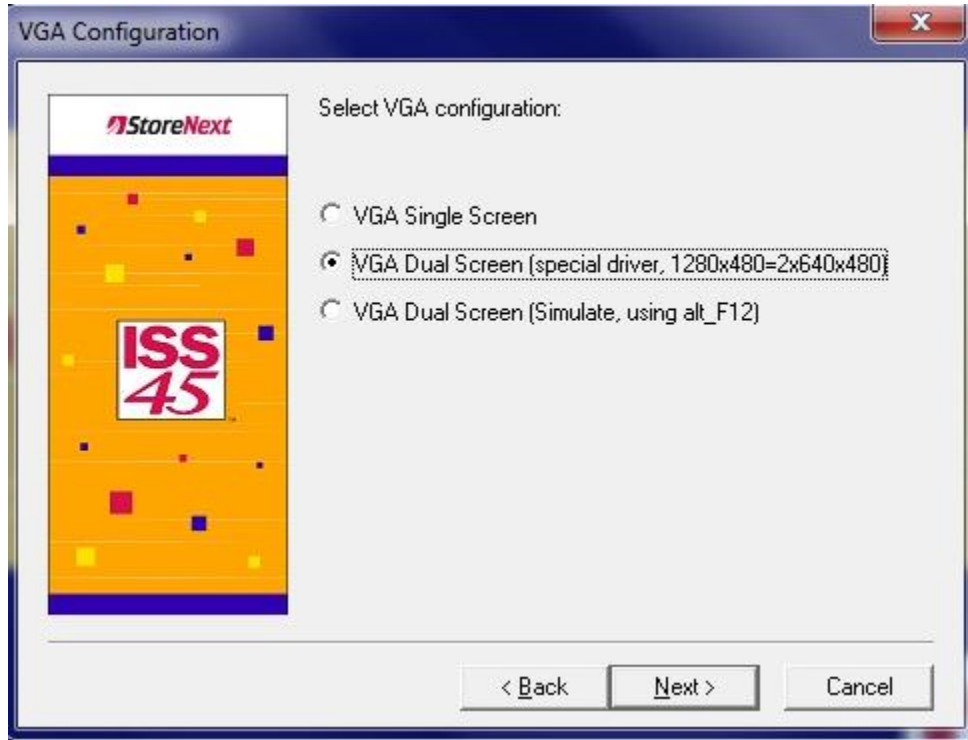 VGA Configuration
StoreNext
Select VGA configuration:
VGA Single Screen
VGA Dual Screen (special driver, 1280x480=2x640x480)
VGA Dual Screen (Simulate, using alt_F12)
ISS
45
< Back
Next >
Cancel